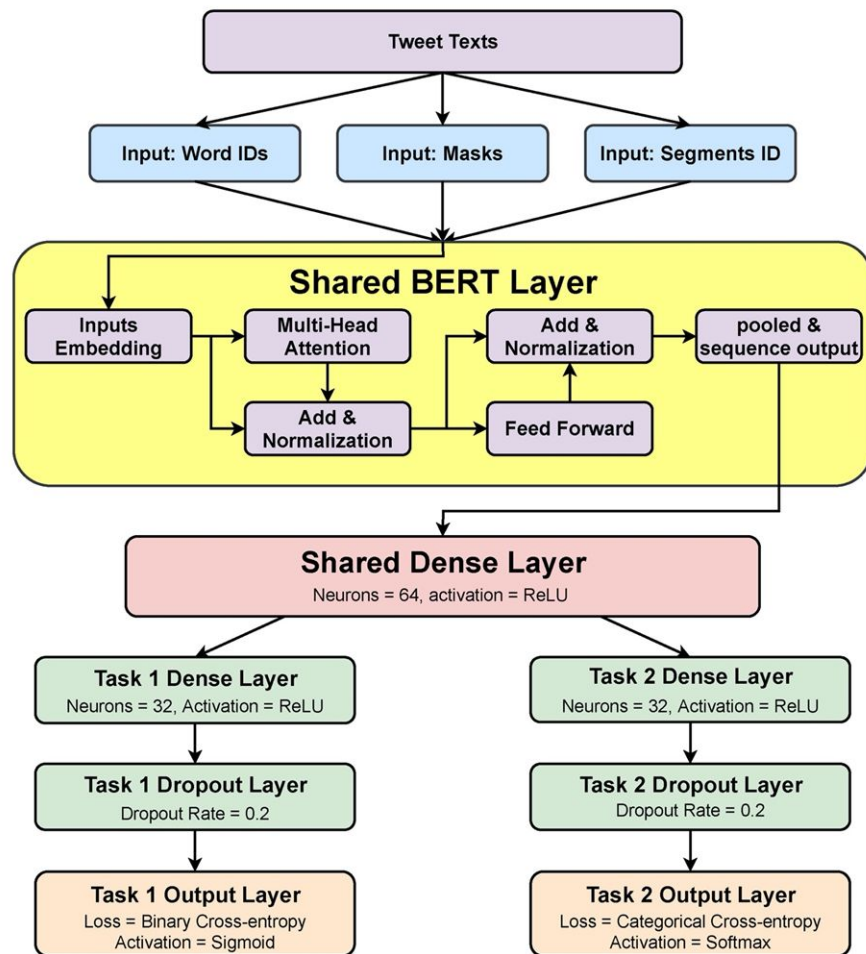 Tweet Texts
Input: Word IDs
Input: Masks
Input: Segments ID
Shared BERT Layer
Inputs
Embedding
Multi-Head
Attention
Add &
Normalization
pooled &
sequence output
Add &
Normalization
Feed Forward
Shared Dense Layer
Neurons = 64, activation = ReLU
Task 1 Dense Layer
Neurons = 32, Activation = ReLU
Task 2 Dense Layer
Neurons = 32, Activation = ReLU
Task 1 Dropout Layer
Dropout Rate = 0.2
Task 2 Dropout Layer
Dropout Rate = 0.2
Task 1 Output Layer
Loss = Binary Cross-entropy
Activation = Sigmoid
Task 2 Output Layer
Loss = Categorical Cross-entropy
Activation = Softmax